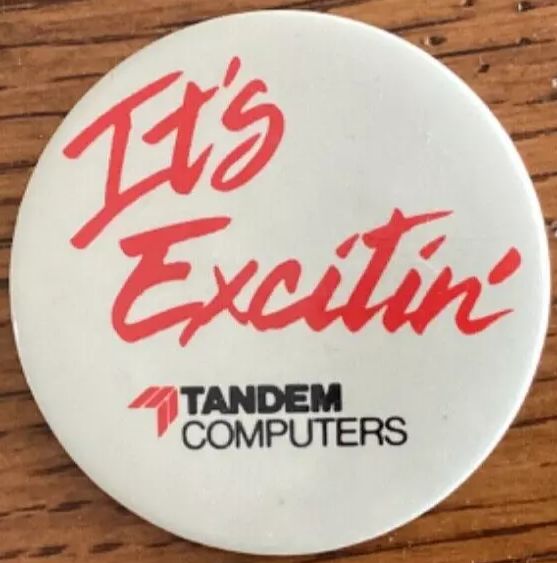 It's
Excitin'
TANDEM
COMPUTERS